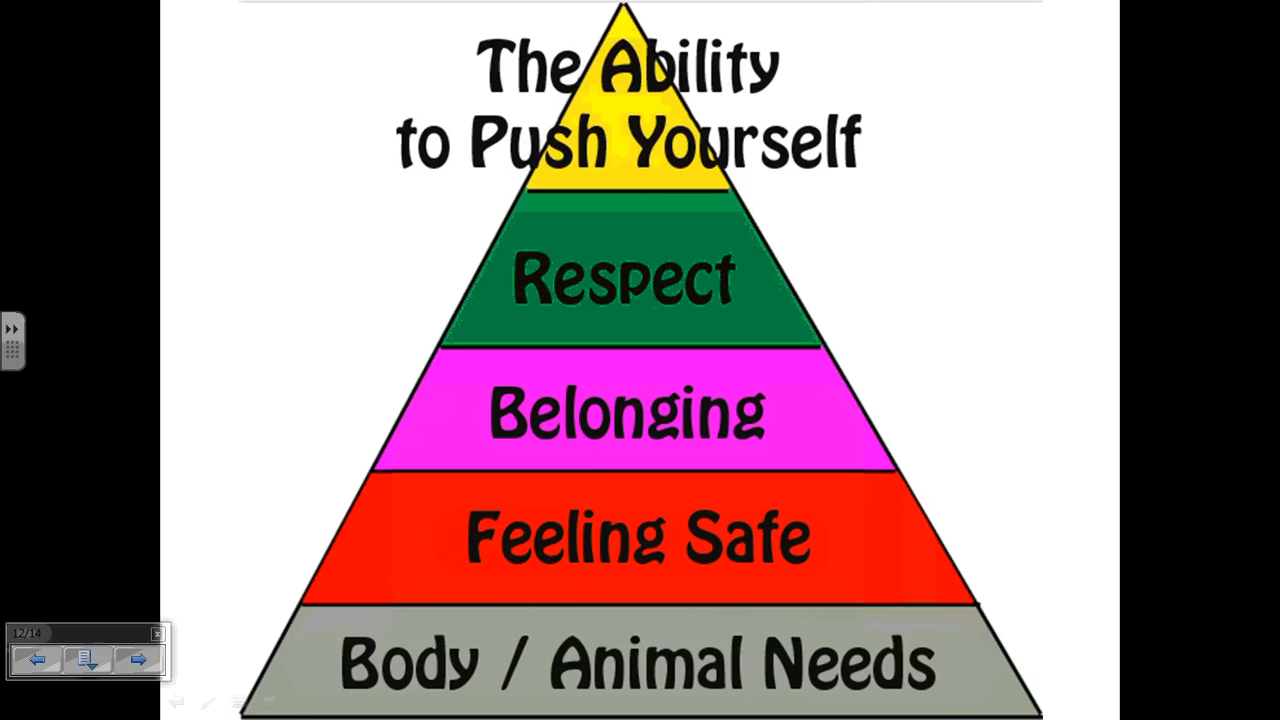 The Ability
to Push Yourself
Respect
Belonging
Feeling Safe
Body / Animal Needs
12/14